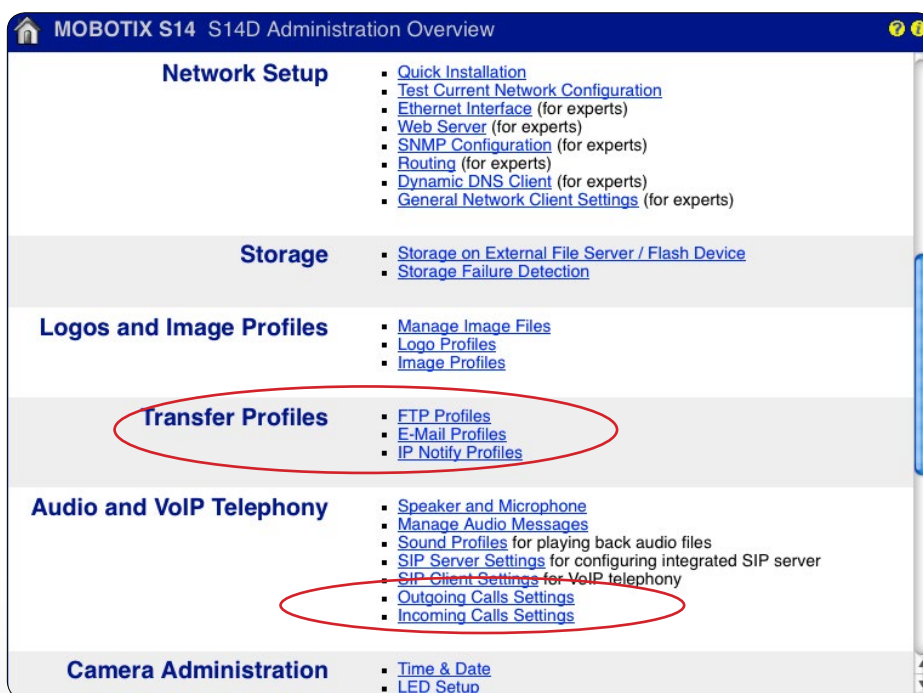 MOBOTIX S14 S14D Administration Overview
Network Setup
Quick Installation
Test Current Network Configuration
Ethernet Interface (for experts)
Web Server (for experts)
SNMP Configuration (for experts)
Routing (for experts)
Dynamic DNS Client (for experts)
General Network Client Settings (for experts)
Storage
Storage on External File Server / Flash Device
Storage Failure Detection
Logos and Image Profiles
Manage Image Files
Logo Profiles
Image Profiles
Transfer Profiles
FTP Profiles
E-Mail Profiles
IP Notify Profiles
Audio and VoIP Telephony
Speaker and Microphone
Manage Audio Messages
Sound Profiles for playing back audio files
SIP Server Settings for configuring integrated SIP server
SIP Client Settings for VoIP telephony
Outgoing Calls Settings
Incoming Calls Settings
Camera Administration
Time & Date
LED Setup